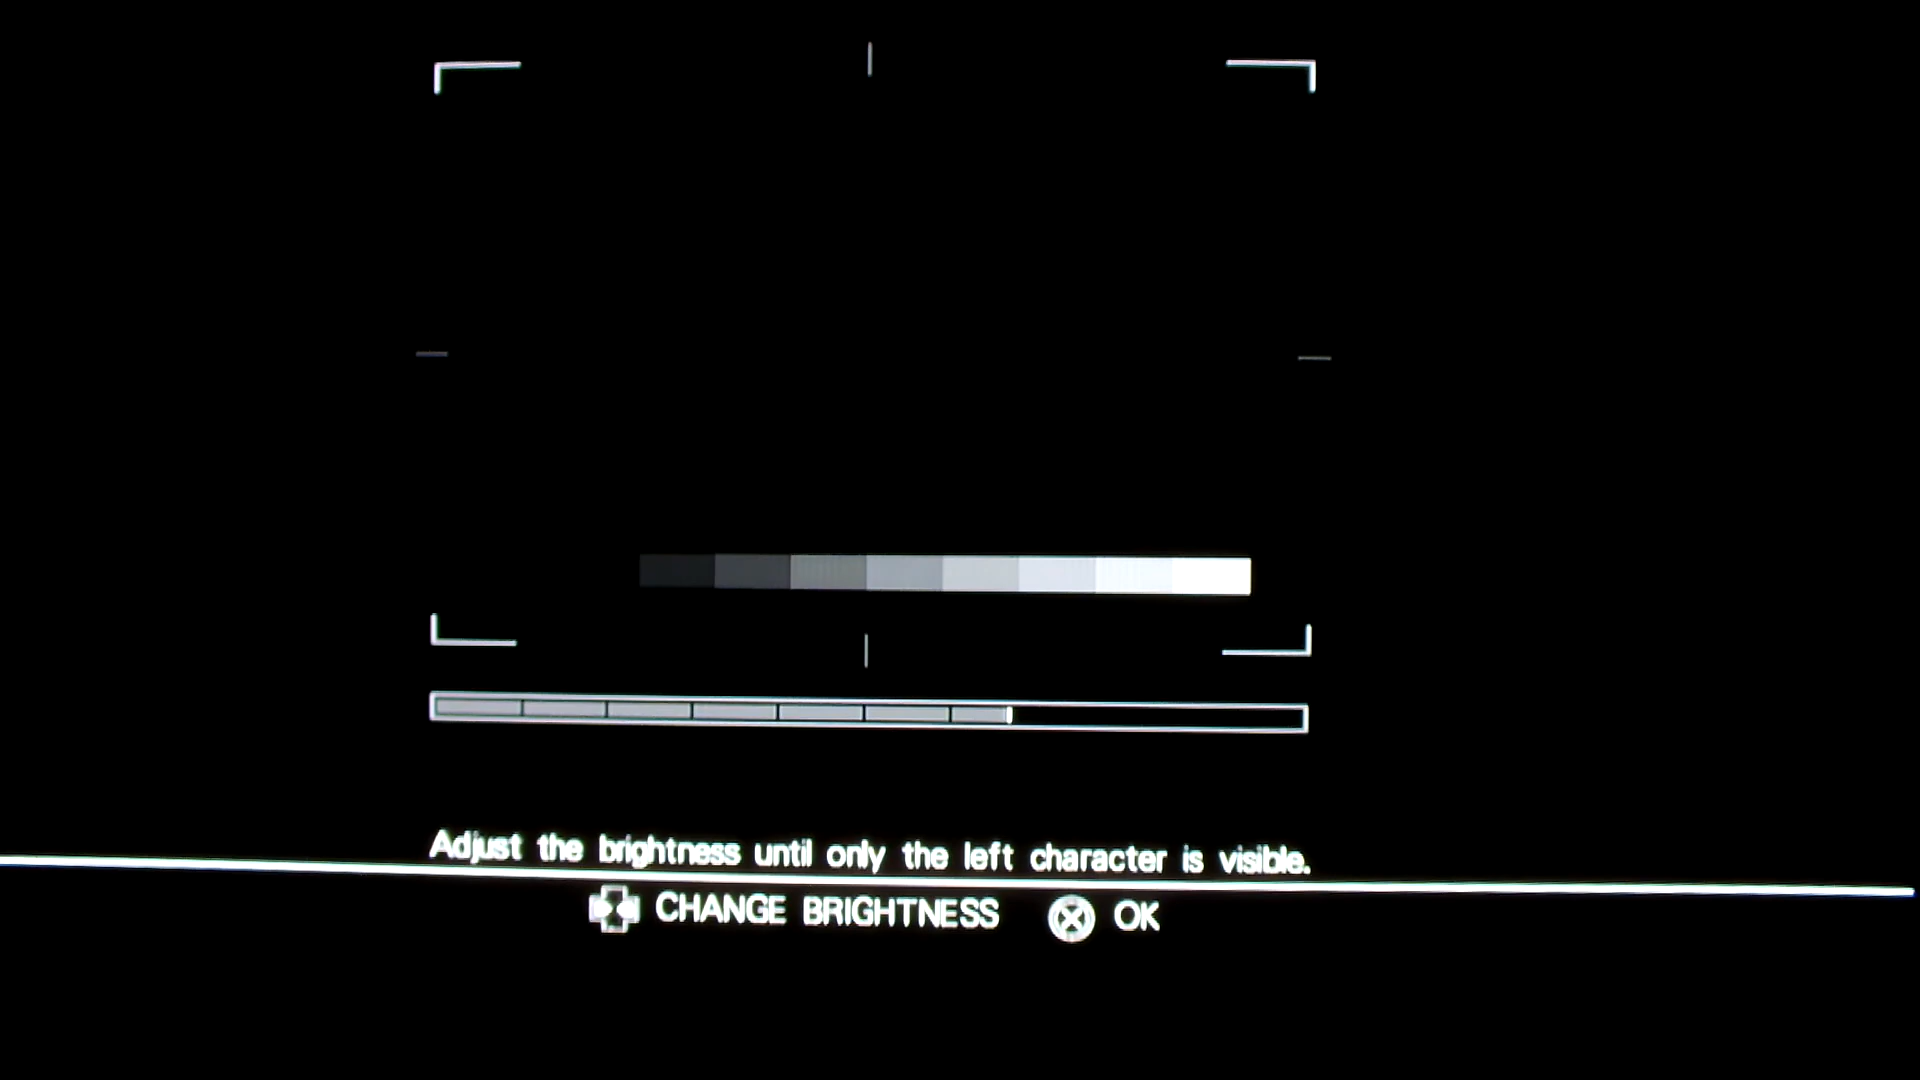 Adjust the brightness until only the left character is visible.
CHANGE BRIGHTNESS OK